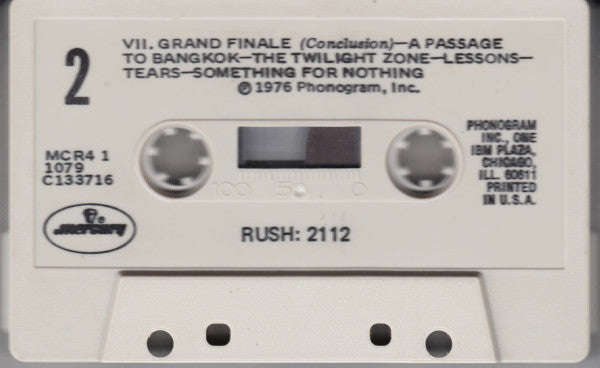 2
VII. GRAND FINALE (Conclusion)—A PASSAGE
TO BANGKOK—THE TWILIGHT ZONE—LESSONS—
TEARS—SOMETHING FOR NOTHING
℗ 1976 Phonogram, Inc.
MCR4 1
1079
C133716
PHONOGRAM
INC., ONE
IBM PLAZA,
CHICAGO,
ILL. 60611
PRINTED
IN U.S.A.
100 50 0
mercury
RUSH: 2112